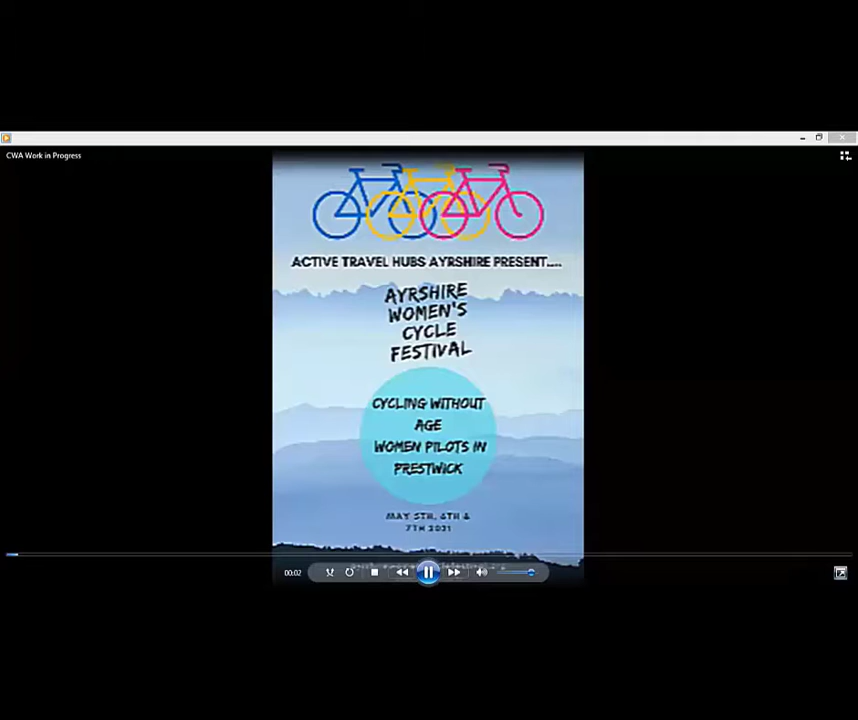 CWA Work in Progress
ACTIVE TRAVEL HUBS AYRSHIRE PRESENT....
AYRSHIRE
WOMEN'S
CYCLE
FESTIVAL
CYCLING WITHOUT
AGE
WOMEN PILOTS IN
PRESTWICK
MAY 5TH, 6TH &
7TH 2021
00:02